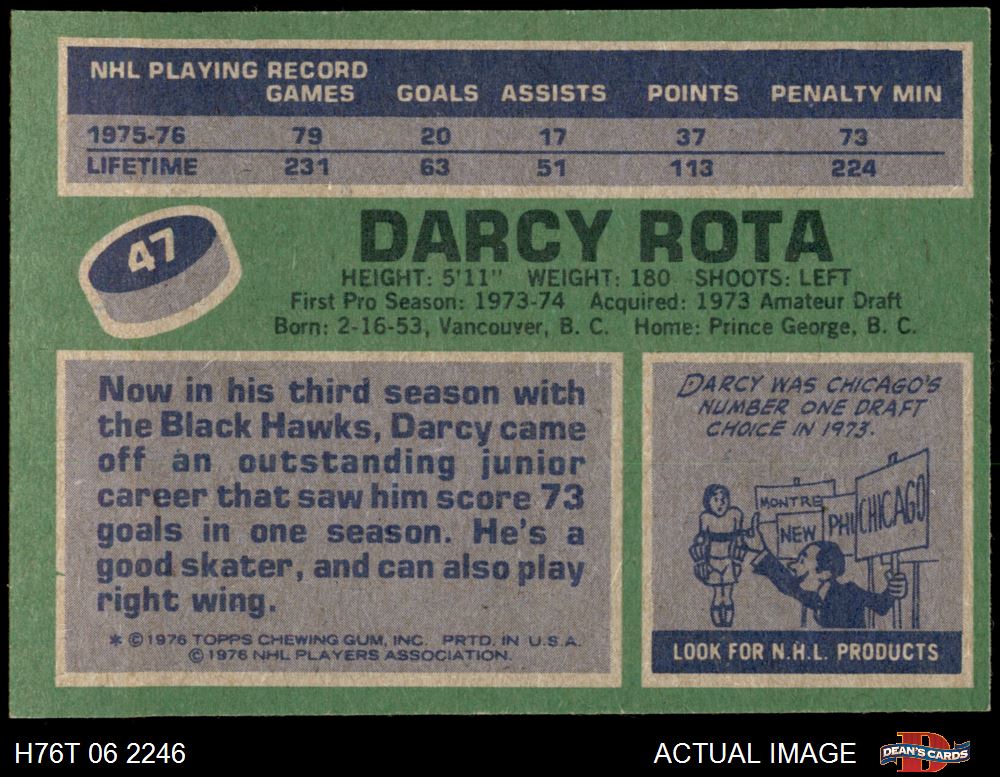 NHL PLAYING RECORD
GAMES GOALS ASSISTS POINTS PENALTY MIN
1975-76 79 20 17 37 73
LIFETIME 231 63 51 113 224
47
DARCY ROTA
HEIGHT: 5'11" WEIGHT: 180 SHOOTS: LEFT
First Pro Season: 1973-74 Acquired: 1973 Amateur Draft
Born: 2-16-53, Vancouver, B. C. Home: Prince George, B. C.
Now in his third season with
the Black Hawks, Darcy came
off an outstanding junior
career that saw him score 73
goals in one season. He's a
good skater, and can also play
right wing.
* © 1976 TOPPS CHEWING GUM, INC. PRTD. IN U.S.A.
© 1976 NHL PLAYERS ASSOCIATION.
DARCY WAS CHICAGO'S
NUMBER ONE DRAFT
CHOICE IN 1973.
MONTRE
NEW
PHI
CHICAGO
LOOK FOR N.H.L. PRODUCTS
H76T 06 2246
ACTUAL IMAGE
DEAN'S CARDS